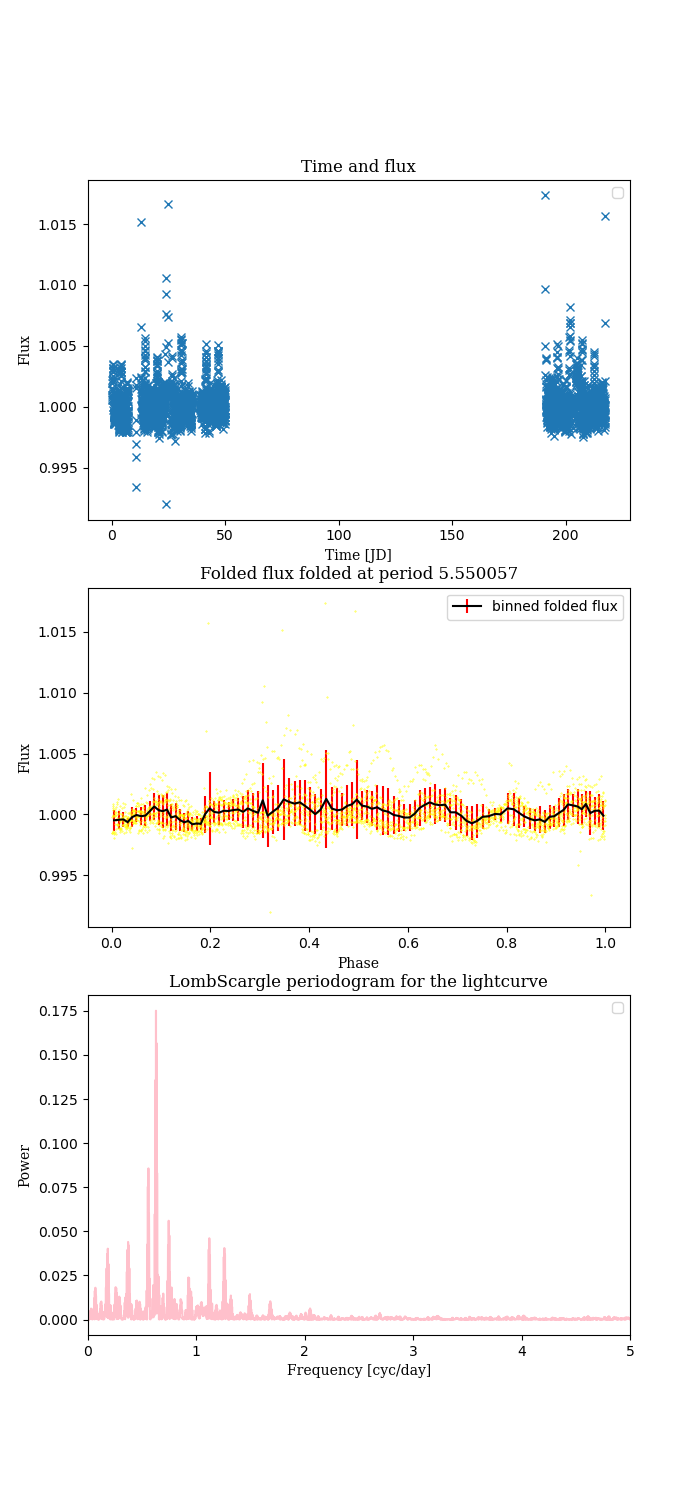 Time and flux
Flux
1.015
1.010
1.005
1.000
0.995
0 50 100 150 200
Time [JD]
Folded flux folded at period 5.550057
binned folded flux
Flux
1.015
1.010
1.005
1.000
0.995
0.0 0.2 0.4 0.6 0.8 1.0
Phase
LombScargle periodogram for the lightcurve
Power
0.175
0.150
0.125
0.100
0.075
0.050
0.025
0.000
0 1 2 3 4 5
Frequency [cyc/day]